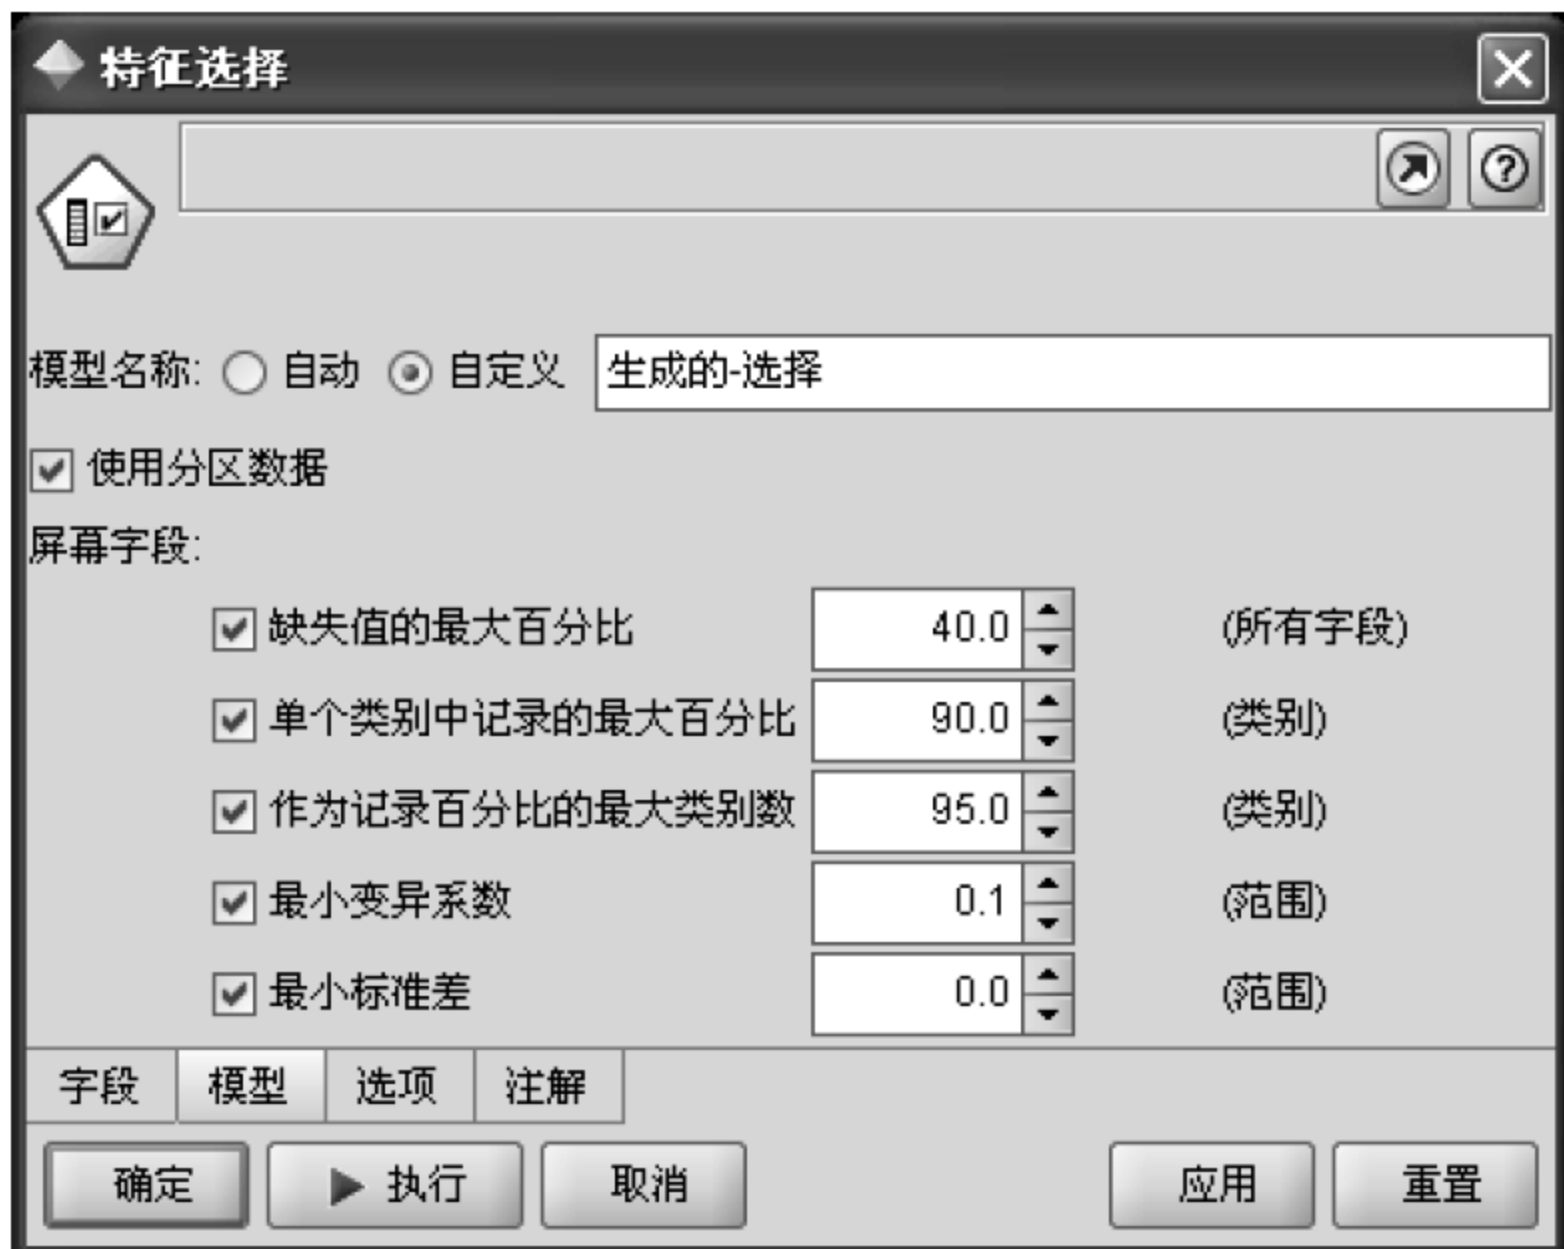 特征选择
模型名称: 自动 自定义 生成的-选择
使用分区数据
屏幕字段:
缺失值的最大百分比 40.0 (所有字段)
单个类别中记录的最大百分比 90.0 (类别)
作为记录百分比的最大类别数 95.0 (类别)
最小变异系数 0.1 (范围)
最小标准差 0.0 (范围)
字段 模型 选项 注解
确定 执行 取消 应用 重置